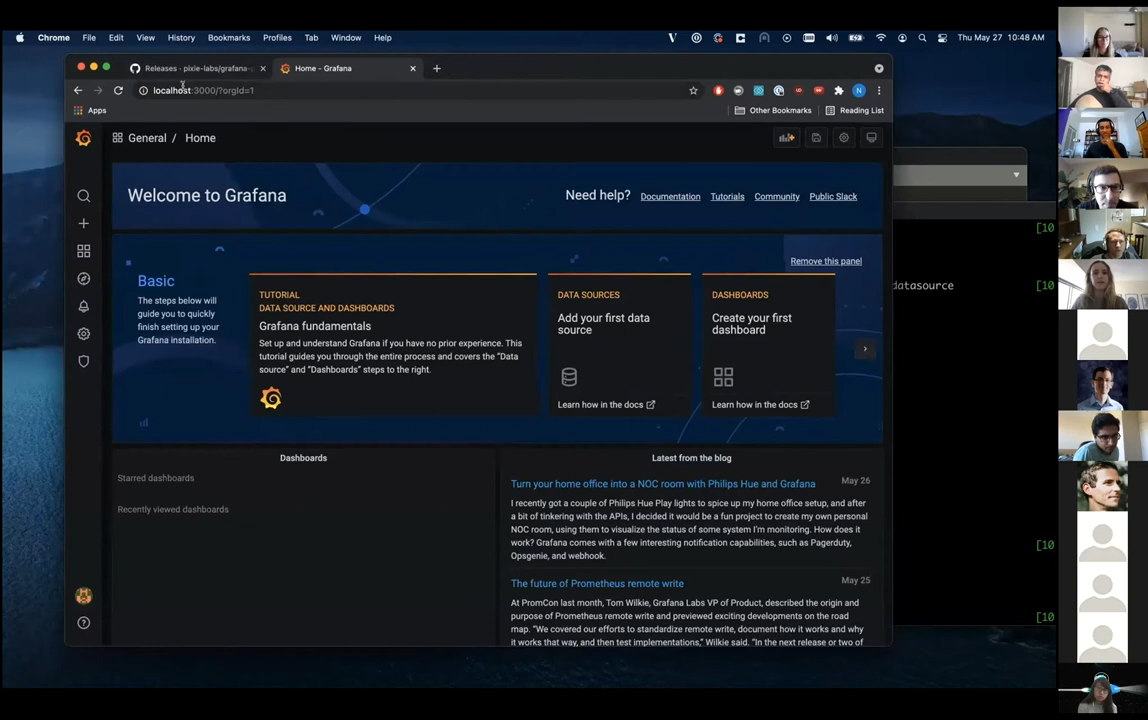 Chrome File Edit View History Bookmarks Profiles Tab Window Help
Thu May 27 10:48 AM
Releases · pixie-labs/grafana-
Home - Grafana
localhost:3000/?orgId=1
Apps
Other Bookmarks
Reading List
General / Home
Welcome to Grafana
Need help?
Documentation
Tutorials
Community
Public Slack
Remove this panel
Basic
The steps below will
guide you to quickly
finish setting up your
Grafana installation.
TUTORIAL
DATA SOURCE AND DASHBOARDS
Grafana fundamentals
Set up and understand Grafana if you have no prior experience. This
tutorial guides you through the entire process and covers the "Data
source" and "Dashboards" steps to the right.
DATA SOURCES
Add your first data
source
Learn how in the docs
DASHBOARDS
Create your first
dashboard
Learn how in the docs
Dashboards
Starred dashboards
Recently viewed dashboards
Latest from the blog
Turn your home office into a NOC room with Philips Hue and Grafana
May 26
I recently got a couple of Philips Hue Play lights to spice up my home office setup, and after
a bit of tinkering with the APIs, I decided it would be a fun project to create my own personal
NOC room, using them to visualize the status of some system I'm monitoring. How does it
work? Grafana comes with a few interesting notification capabilities, such as Pagerduty,
Opsgenie, and webhook.
The future of Prometheus remote write
May 25
At PromCon last month, Tom Wilkie, Grafana Labs VP of Product, described the origin and
purpose of Prometheus remote write and previewed exciting developments on the road
map. "We covered our efforts to standardize remote write, document how it works and why
it works that way, and then test implementations," Wilkie said. "In the next release or two of
[10
datasource
[10
[10
[10
N